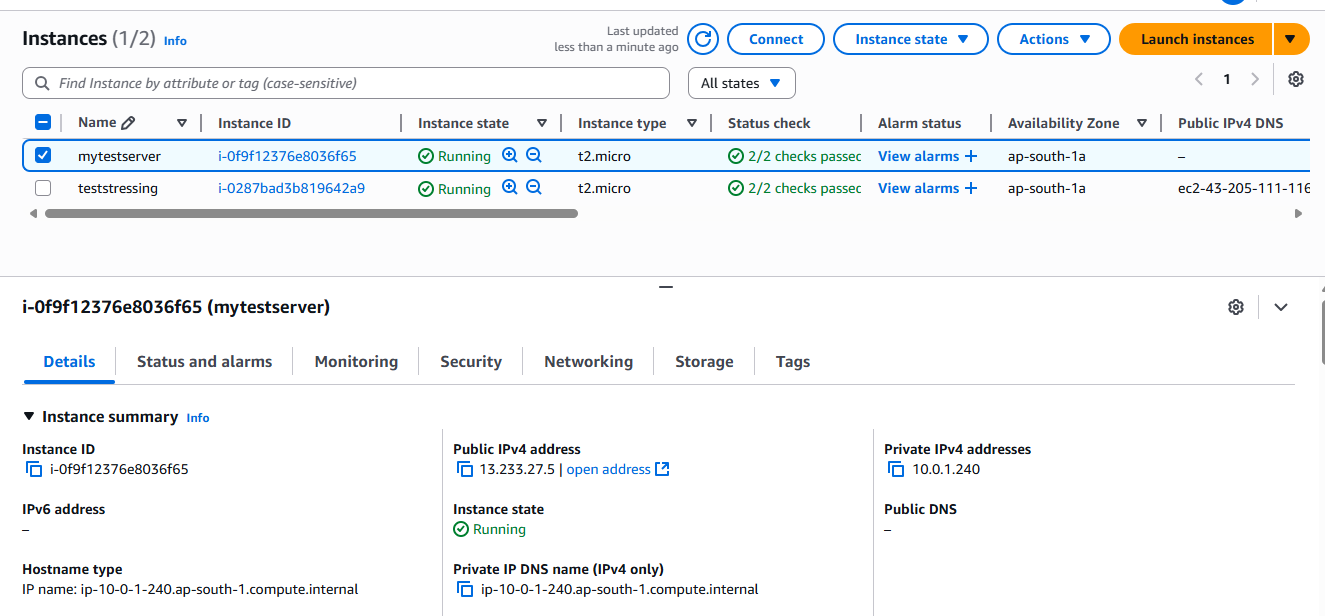 Instances (1/2) Info
Last updated
less than a minute ago
Connect
Instance state
Actions
Launch instances
Find Instance by attribute or tag (case-sensitive)
All states
1
Name Instance ID Instance state Instance type Status check Alarm status Availability Zone Public IPv4 DNS
mytestserver i-0f9f12376e8036f65 Running t2.micro 2/2 checks passec View alarms + ap-south-1a –
teststressing i-0287bad3b819642a9 Running t2.micro 2/2 checks passec View alarms + ap-south-1a ec2-43-205-111-116
i-0f9f12376e8036f65 (mytestserver)
Details Status and alarms Monitoring Security Networking Storage Tags
Instance summary Info
Instance ID
i-0f9f12376e8036f65
Public IPv4 address
13.233.27.5 | open address
Private IPv4 addresses
10.0.1.240
IPv6 address
–
Instance state
Running
Public DNS
–
Hostname type
IP name: ip-10-0-1-240.ap-south-1.compute.internal
Private IP DNS name (IPv4 only)
ip-10-0-1-240.ap-south-1.compute.internal